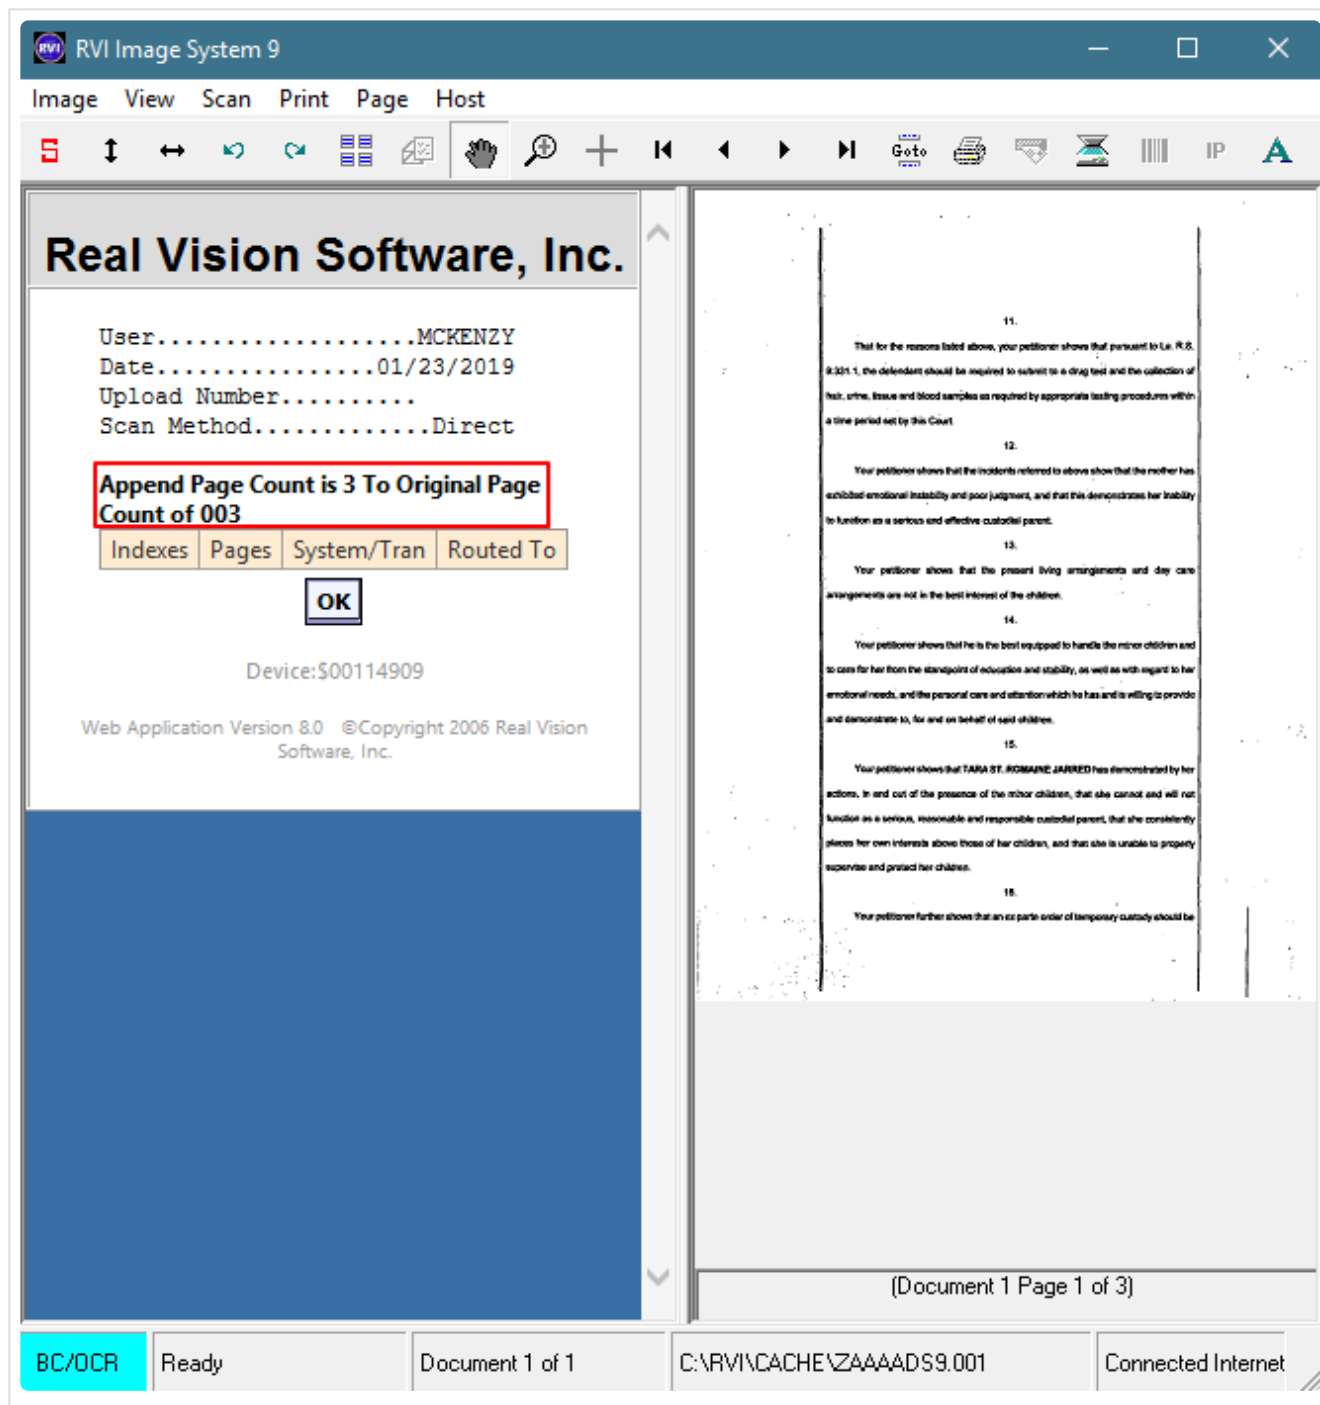 RVI Image System 9
Image View Scan Print Page Host
S Goto IP A
Real Vision Software, Inc.
User...................MCKENZY
Date.................01/23/2019
Upload Number..........
Scan Method.............Direct
Append Page Count is 3 To Original Page
Count of 003
Indexes Pages System/Tran Routed To
OK
Device:S00114909
Web Application Version 8.0 ©Copyright 2006 Real Vision
Software, Inc.
11.
That for the reasons listed above, your petitioner shows that pursuant to La. R.S.
9:331.1, the defendant should be required to submit to a drug test and the collection of
hair, urine, tissue and blood samples as required by appropriate testing procedures within
a time period set by this Court.
12.
Your petitioner shows that the incidents referred to above show that the mother has
exhibited emotional instability and poor judgment, and that this demonstrates her inability
to function as a serious and effective custodial parent.
13.
Your petitioner shows that the present living arrangements and day care
arrangements are not in the best interest of the children.
14.
Your petitioner shows that he is the best equipped to handle the minor children and
to care for her from the standpoint of education and stability, as well as with regard to her
emotional needs, and the personal care and attention which he has and is willing to provide
and demonstrate to, for and on behalf of said children.
15.
Your petitioner shows that TARA ST. ROMAINE JARRED has demonstrated by her
actions, in and out of the presence of the minor children, that she cannot and will not
function as a serious, reasonable and responsible custodial parent, that she consistently
places her own interests above those of her children, and that she is unable to properly
supervise and protect her children.
16.
Your petitioner further shows that an ex parte order of temporary custody should be
(Document 1 Page 1 of 3)
BC/OCR Ready Document 1 of 1 C:\RVI\CACHE\ZAAAADS9.001 Connected Internet